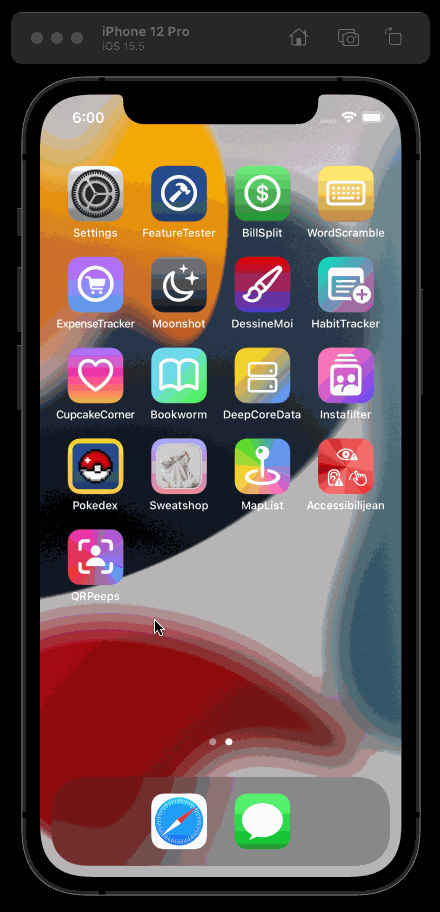 iPhone 12 Pro
iOS 15.5
6:00
Settings
FeatureTester
BillSplit
WordScramble
ExpenseTracker
Moonshot
DessineMoi
HabitTracker
CupcakeCorner
Bookworm
DeepCoreData
Instafilter
Pokedex
Sweatshop
MapList
Accessibilijean
QRPeeps